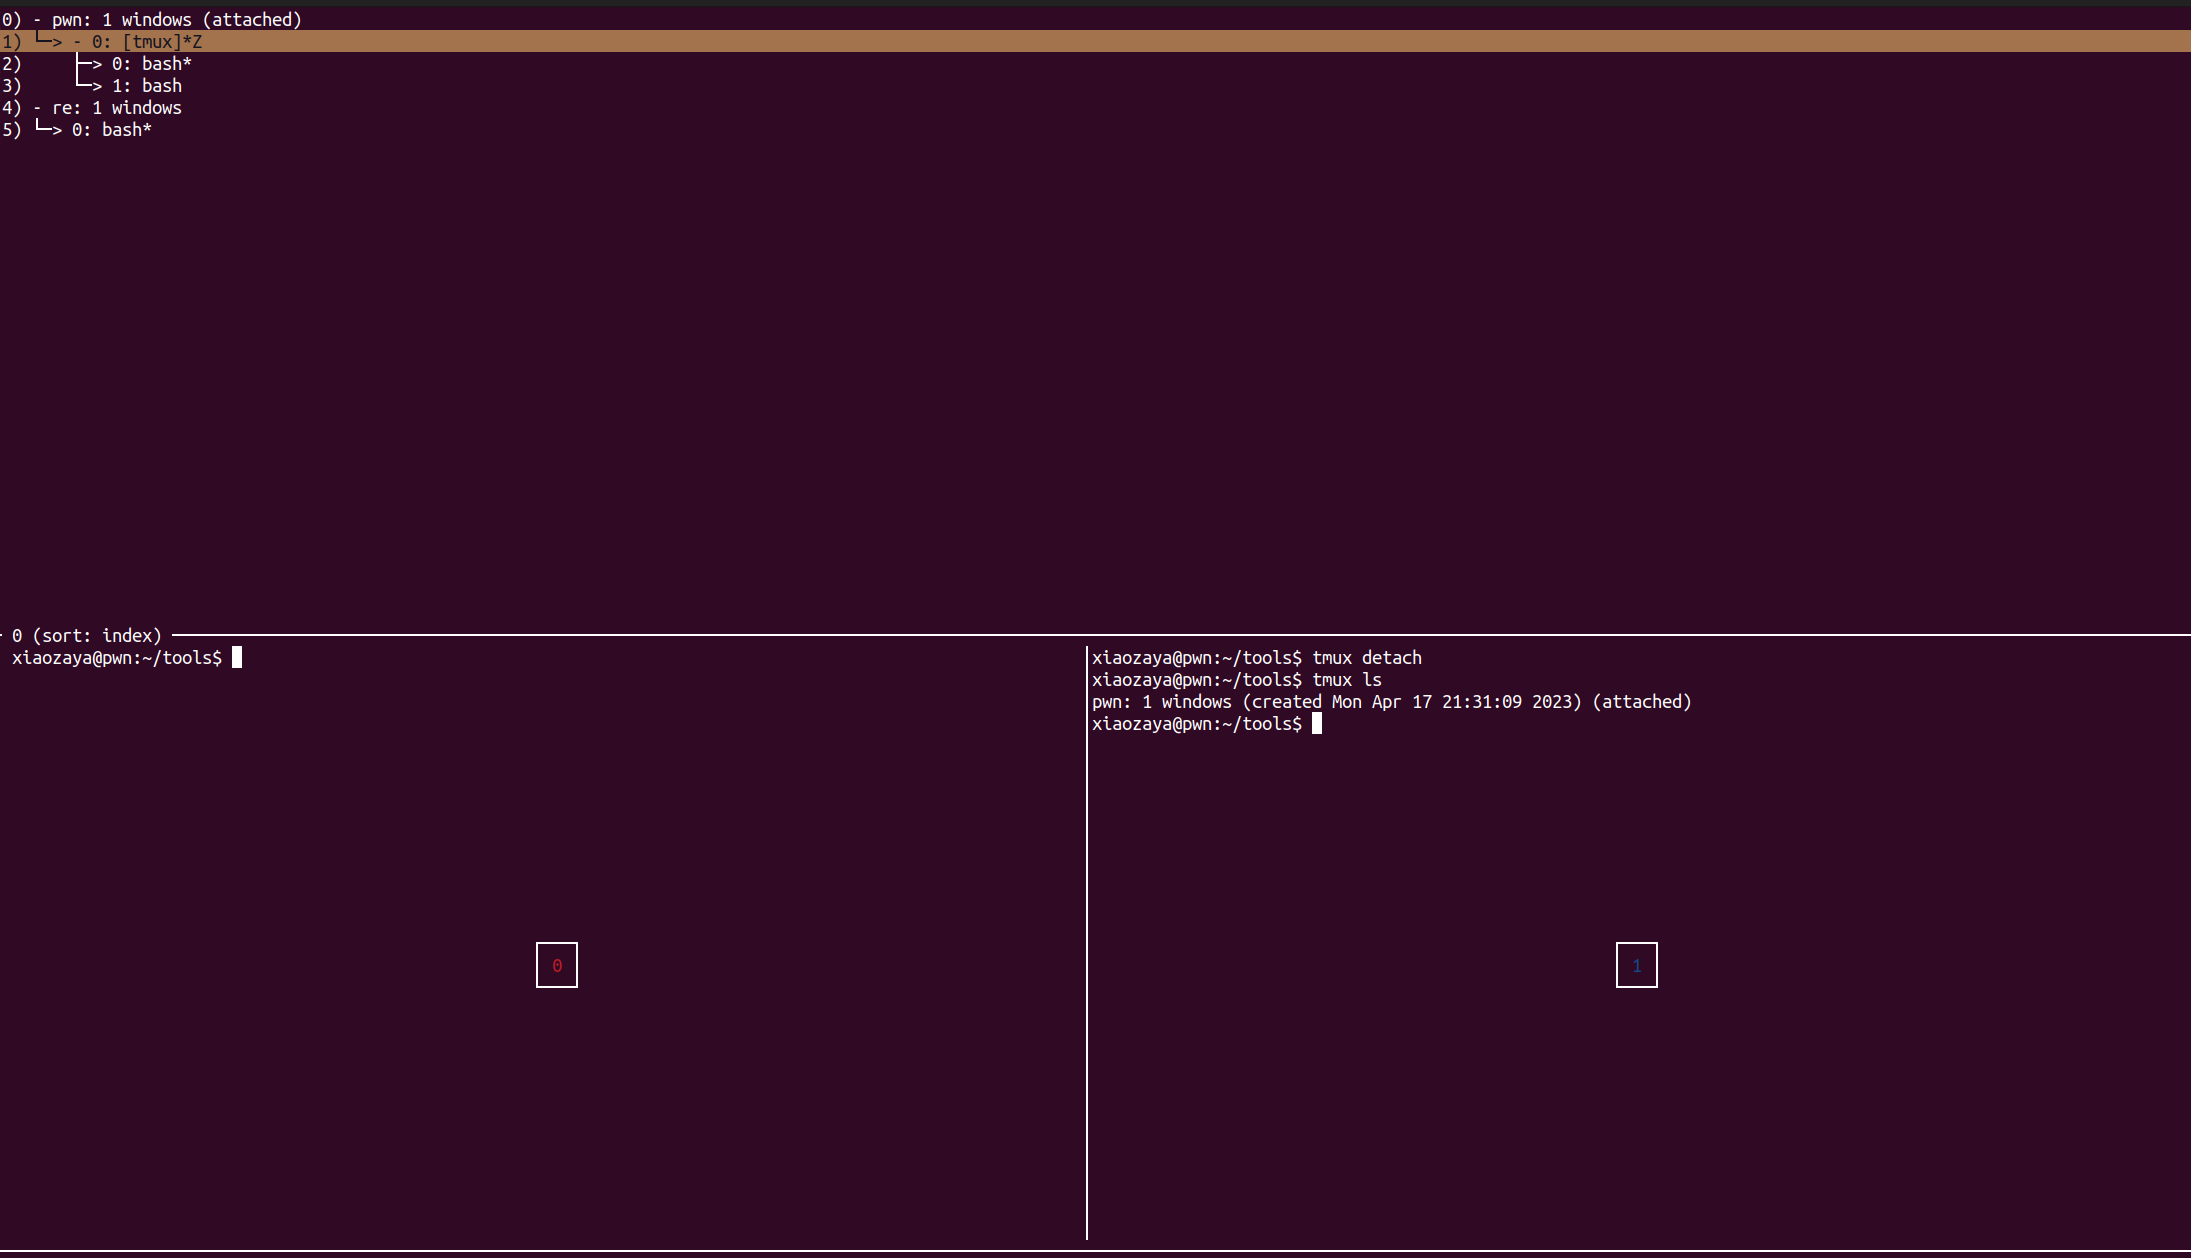 0) - pwn: 1 windows (attached)
1) └─> - 0: [tmux]*Z
2)     ├─> 0: bash*
3)     └─> 1: bash
4) - re: 1 windows
5) └─> 0: bash*
0 (sort: index)
xiaozaya@pwn:~/tools$
xiaozaya@pwn:~/tools$ tmux detach
xiaozaya@pwn:~/tools$ tmux ls
pwn: 1 windows (created Mon Apr 17 21:31:09 2023) (attached)
xiaozaya@pwn:~/tools$
0
1